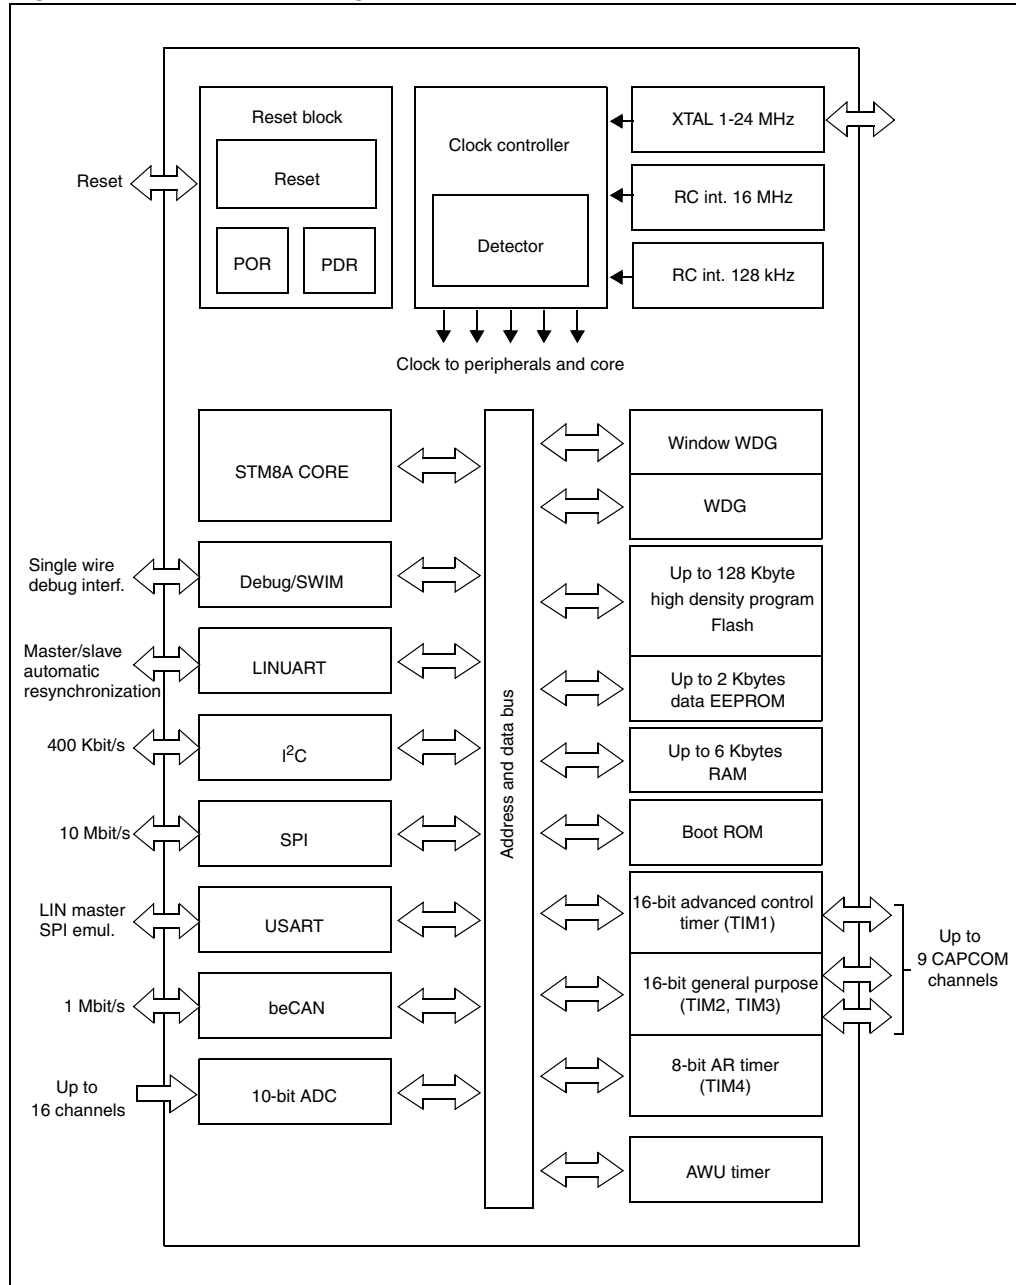 Reset block
Reset
POR
PDR
Reset
Clock controller
Detector
XTAL 1-24 MHz
RC int. 16 MHz
RC int. 128 kHz
Clock to peripherals and core
STM8A CORE
Single wire
debug interf.
Debug/SWIM
Master/slave
automatic
resynchronization
LINUART
400 Kbit/s
I²C
10 Mbit/s
SPI
LIN master
SPI emul.
USART
1 Mbit/s
beCAN
Up to
16 channels
10-bit ADC
Address and data bus
Window WDG
WDG
Up to 128 Kbyte
high density program
Flash
Up to 2 Kbytes
data EEPROM
Up to 6 Kbytes
RAM
Boot ROM
16-bit advanced control
timer (TIM1)
16-bit general purpose
(TIM2, TIM3)
8-bit AR timer
(TIM4)
AWU timer
Up to
9 CAPCOM
channels